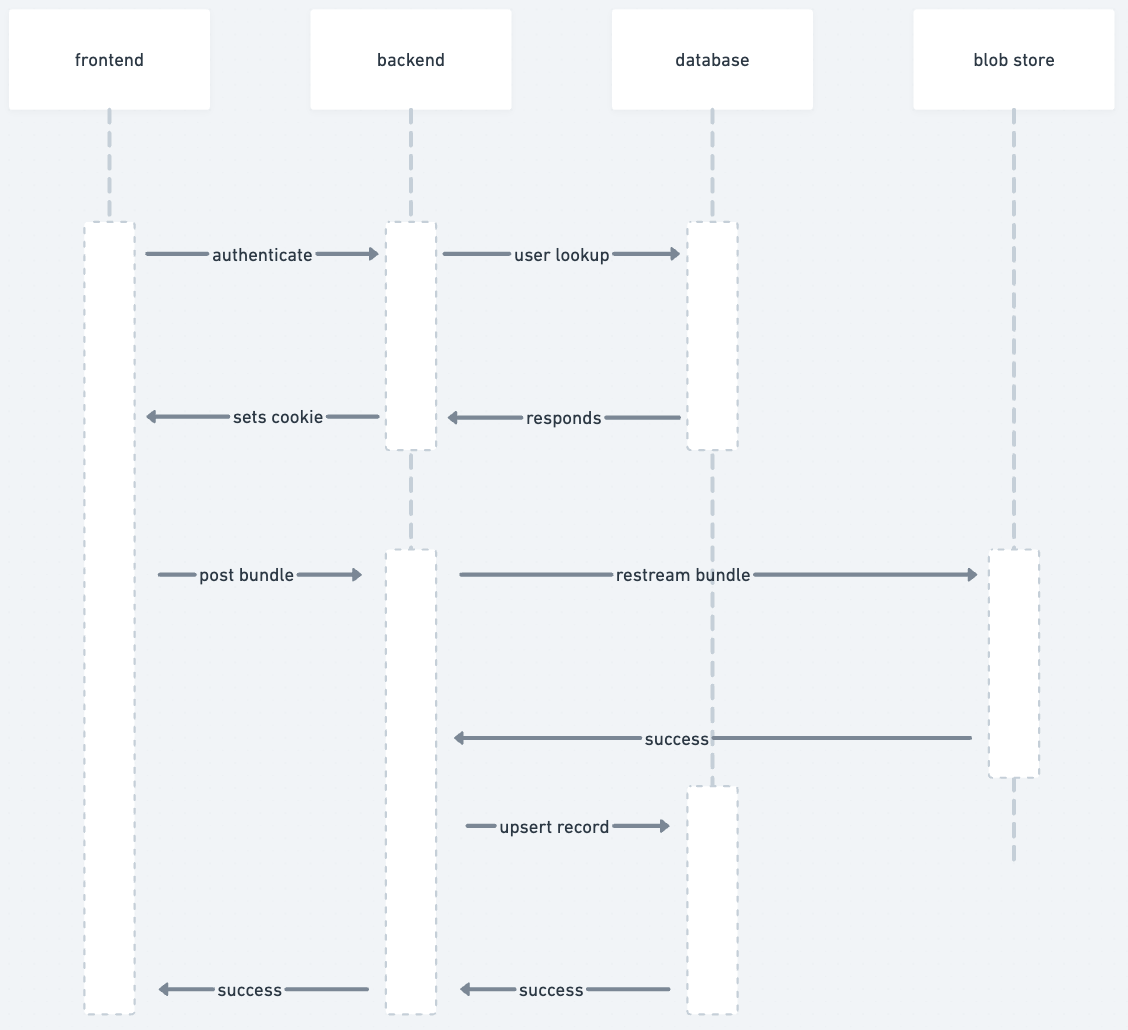 frontend
backend
database
blob store
authenticate
user lookup
sets cookie
responds
post bundle
restream bundle
success
upsert record
success
success